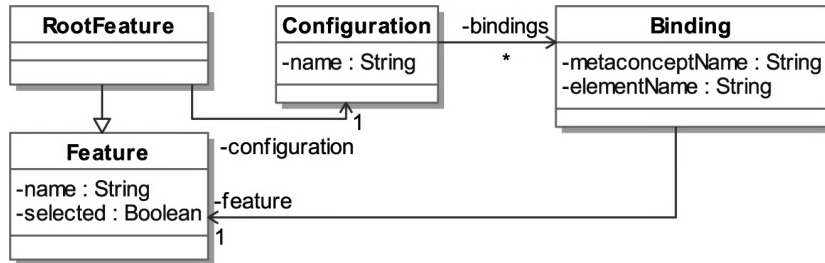 RootFeature
Configuration
-name : String
-bindings
*
Binding
-metaconceptName : String
-elementName : String
1
-configuration
Feature
-name : String
-selected : Boolean
-feature
1